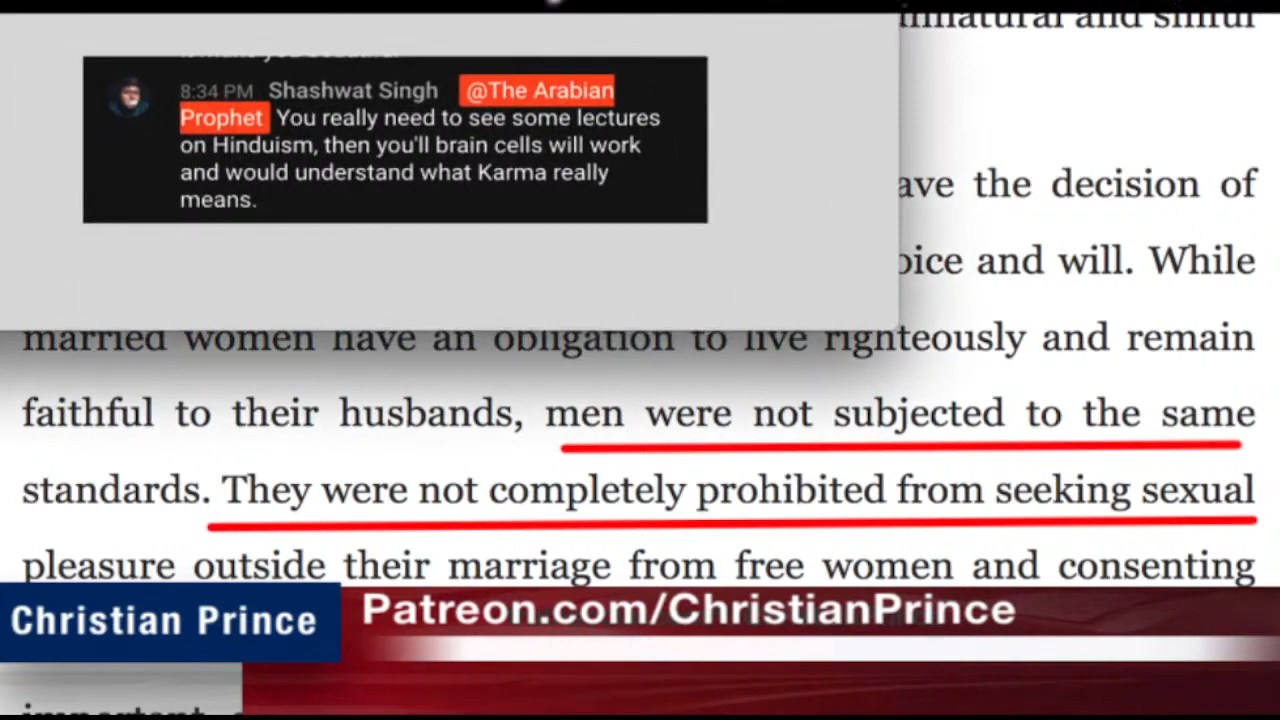 8:34 PM Shashwat Singh @The Arabian
Prophet You really need to see some lectures
on Hinduism, then you'll brain cells will work
and would understand what Karma really
means.
and sinful
the decision of
and will. While
married women have an obligation to live righteously and remain
faithful to their husbands, men were not subjected to the same
standards. They were not completely prohibited from seeking sexual
pleasure outside their marriage from free women and consenting
Christian Prince
Patreon.com/ChristianPrince
important